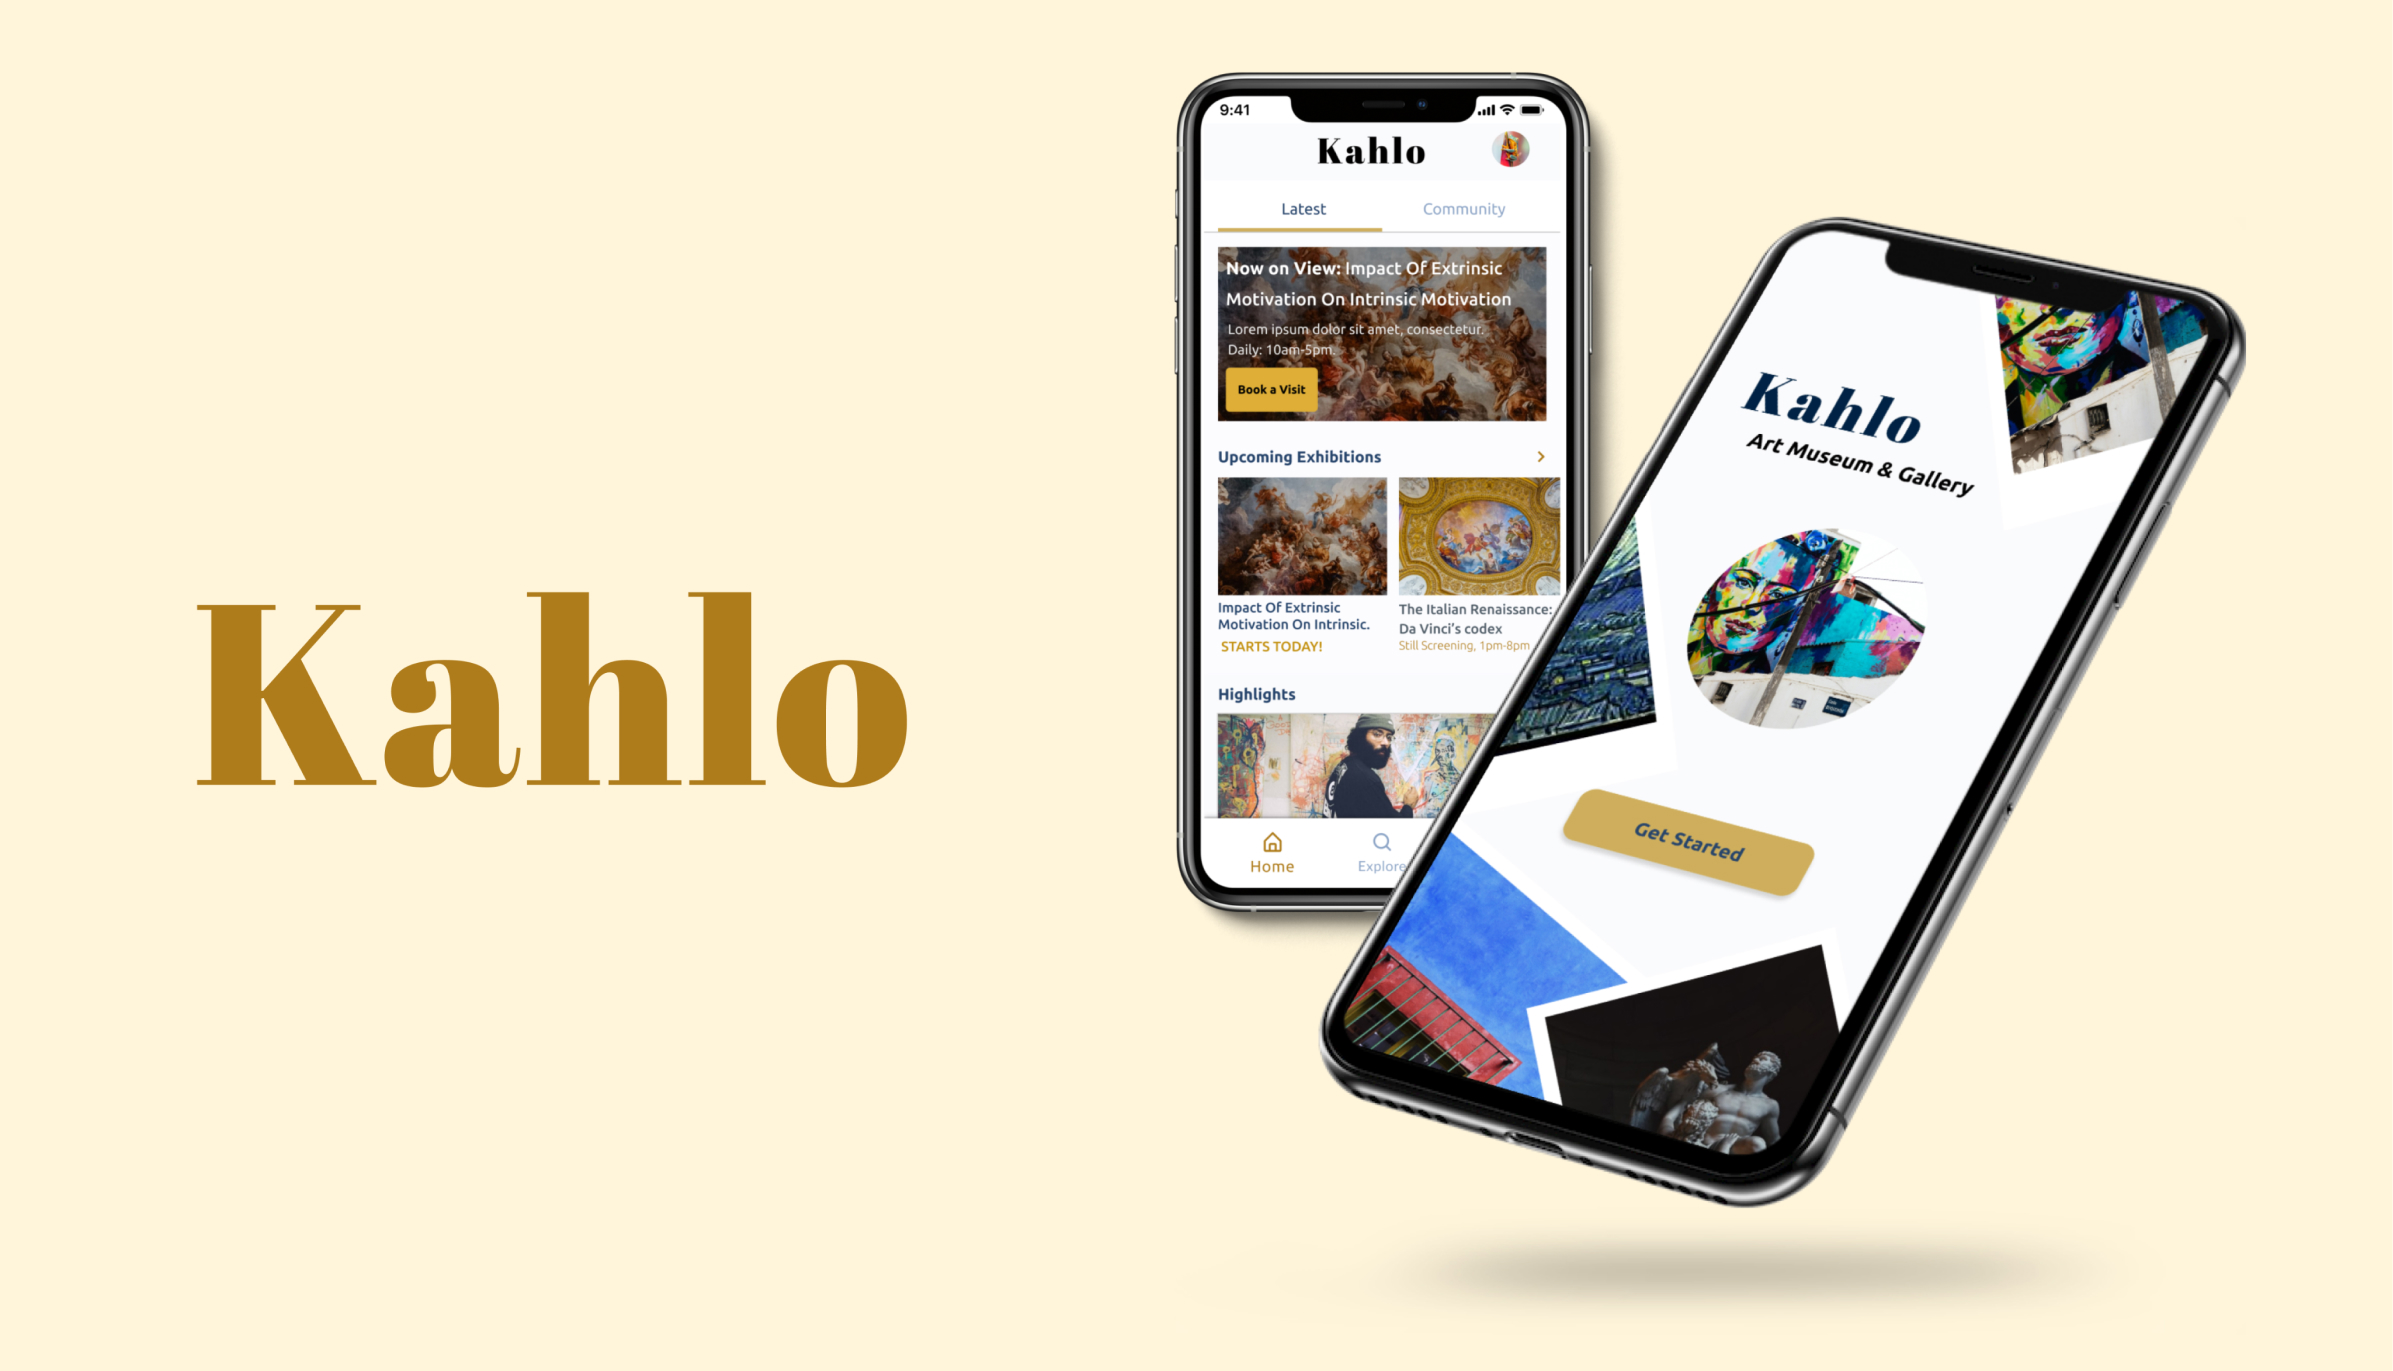 Kahlo
9:41
Kahlo
Latest
Community
Now on View: Impact Of Extrinsic
Motivation On Intrinsic Motivation
Lorem ipsum dolor sit amet, consectetur.
Daily: 10am-5pm.
Book a Visit
Upcoming Exhibitions
Impact Of Extrinsic
Motivation On Intrinsic.
STARTS TODAY!
The Italian Renaissance:
Da Vinci's codex
Still Screening, 1pm-8pm
Highlights
Home
Explore
Kahlo
Art Museum & Gallery
Get Started